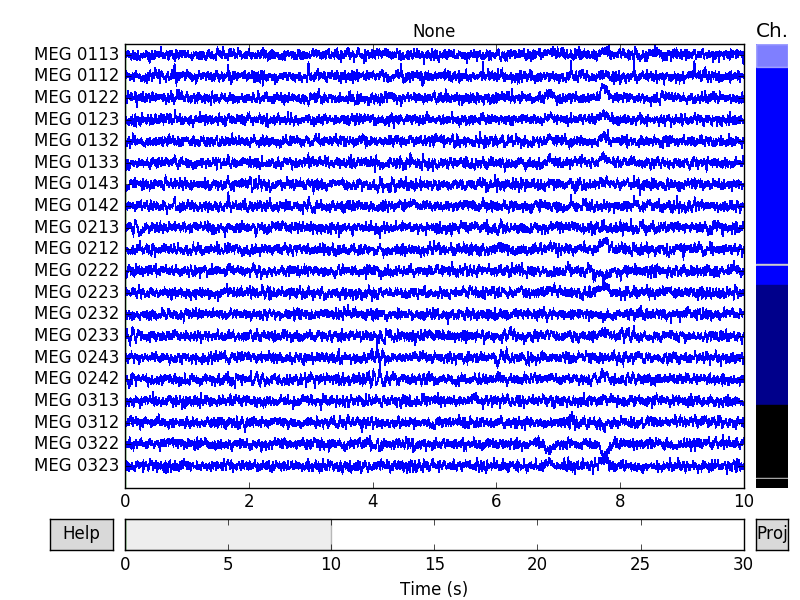 None
Ch.
MEG 0113
MEG 0112
MEG 0122
MEG 0123
MEG 0132
MEG 0133
MEG 0143
MEG 0142
MEG 0213
MEG 0212
MEG 0222
MEG 0223
MEG 0232
MEG 0233
MEG 0243
MEG 0242
MEG 0313
MEG 0312
MEG 0322
MEG 0323
0 2 4 6 8 10
Help
Proj
0 5 10 15 20 25 30
Time (s)